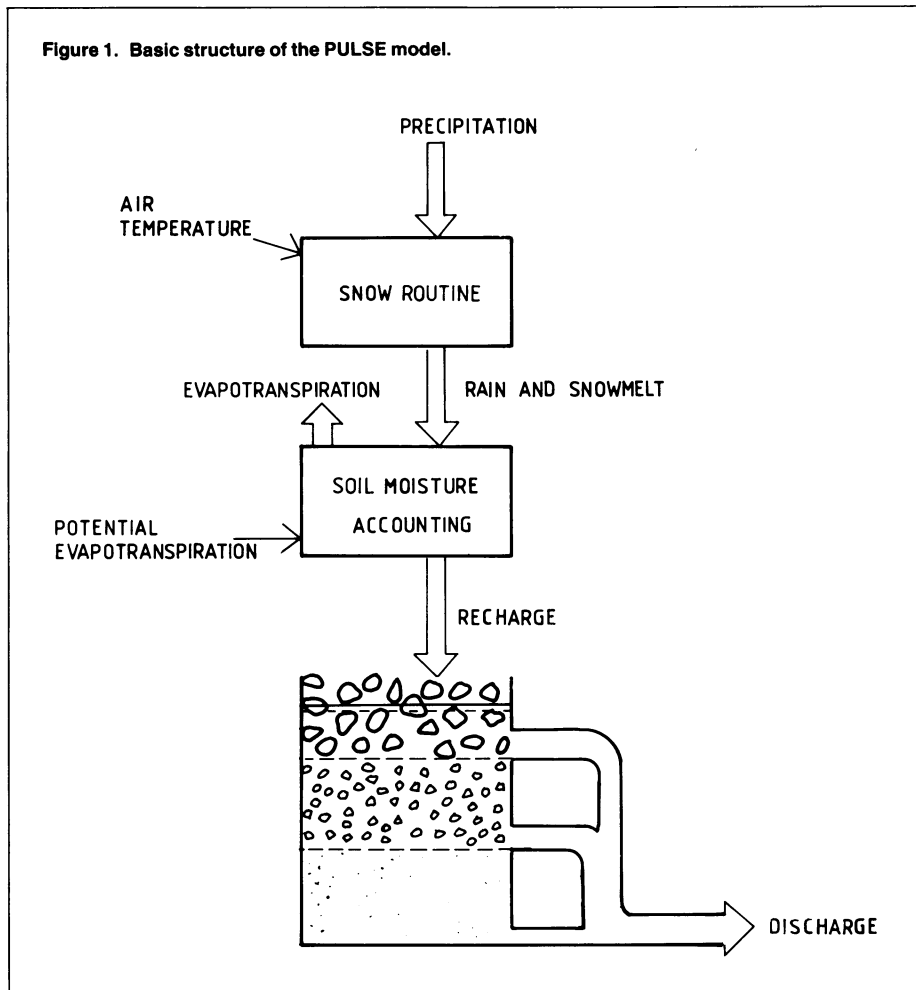 Figure 1. Basic structure of the PULSE model.
PRECIPITATION
AIR
TEMPERATURE
SNOW ROUTINE
EVAPOTRANSPIRATION
RAIN AND SNOWMELT
SOIL MOISTURE
ACCOUNTING
POTENTIAL
EVAPOTRANSPIRATION
RECHARGE
DISCHARGE